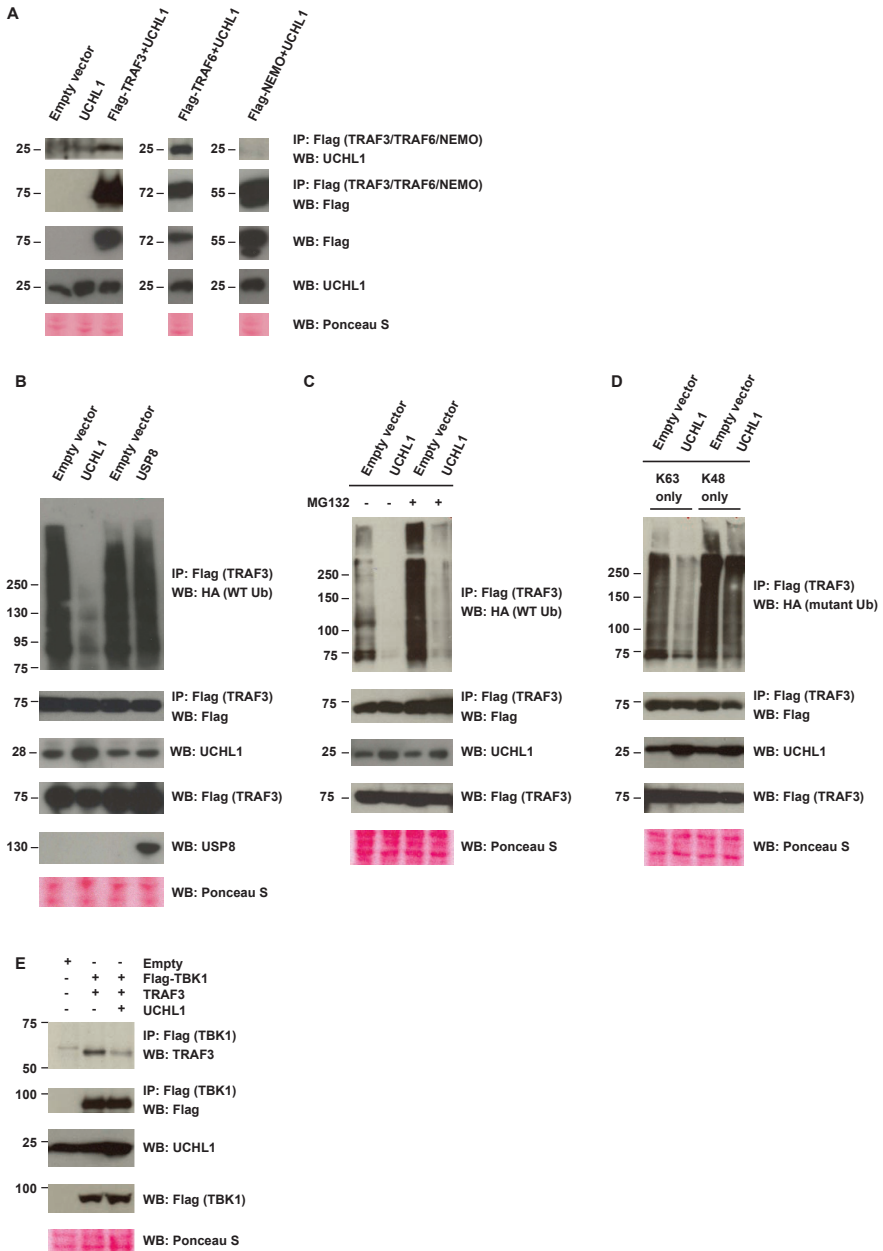 A
Empty vector
UCHL1
Flag-TRAF3+UCHL1
Flag-TRAF6+UCHL1
Flag-NEMO+UCHL1
25
25
25
IP: Flag (TRAF3/TRAF6/NEMO)
WB: UCHL1
75
72
55
IP: Flag (TRAF3/TRAF6/NEMO)
WB: Flag
75
72
55
WB: Flag
25
25
25
WB: UCHL1
WB: Ponceau S
B
Empty vector
UCHL1
Empty vector
USP8
250
130
95
75
IP: Flag (TRAF3)
WB: HA (WT Ub)
75
IP: Flag (TRAF3)
WB: Flag
28
WB: UCHL1
75
WB: Flag (TRAF3)
130
WB: USP8
WB: Ponceau S
C
Empty vector
UCHL1
Empty vector
UCHL1
MG132 - - + +
250
150
100
75
IP: Flag (TRAF3)
WB: HA (WT Ub)
75
IP: Flag (TRAF3)
WB: Flag
25
WB: UCHL1
75
WB: Flag (TRAF3)
WB: Ponceau S
D
Empty vector
UCHL1
Empty vector
UCHL1
K63 only
K48 only
250
150
100
75
IP: Flag (TRAF3)
WB: HA (mutant Ub)
75
IP: Flag (TRAF3)
WB: Flag
25
WB: UCHL1
75
WB: Flag (TRAF3)
WB: Ponceau S
E
+ - - Empty
- + + Flag-TBK1
- + + TRAF3
- - + UCHL1
75
50
IP: Flag (TBK1)
WB: TRAF3
100
IP: Flag (TBK1)
WB: Flag
25
WB: UCHL1
100
WB: Flag (TBK1)
WB: Ponceau S